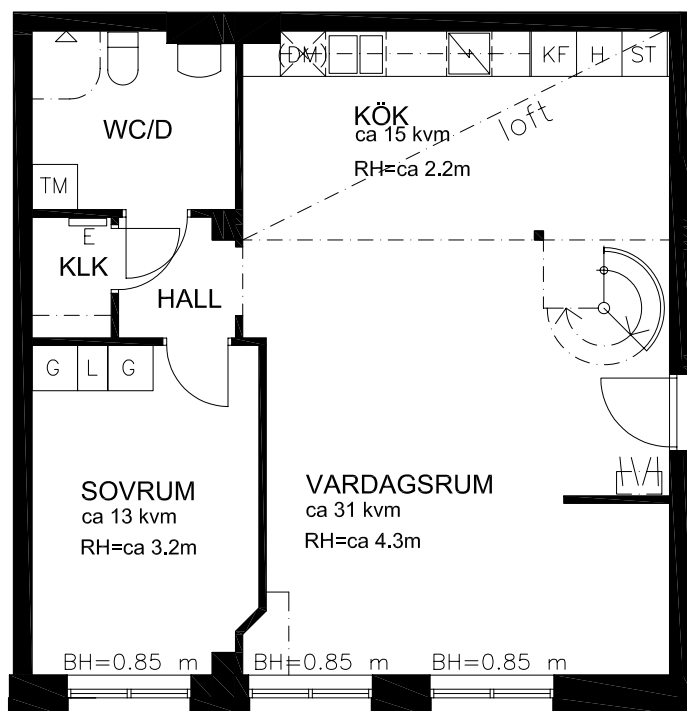 (DM)
KF H ST
KÖK
ca 15 kvm
RH=ca 2.2m
loft
WC/D
TM
E
KLK
HALL
G L G
SOVRUM
ca 13 kvm
RH=ca 3.2m
VARDAGSRUM
ca 31 kvm
RH=ca 4.3m
BH=0.85 m
BH=0.85 m
BH=0.85 m